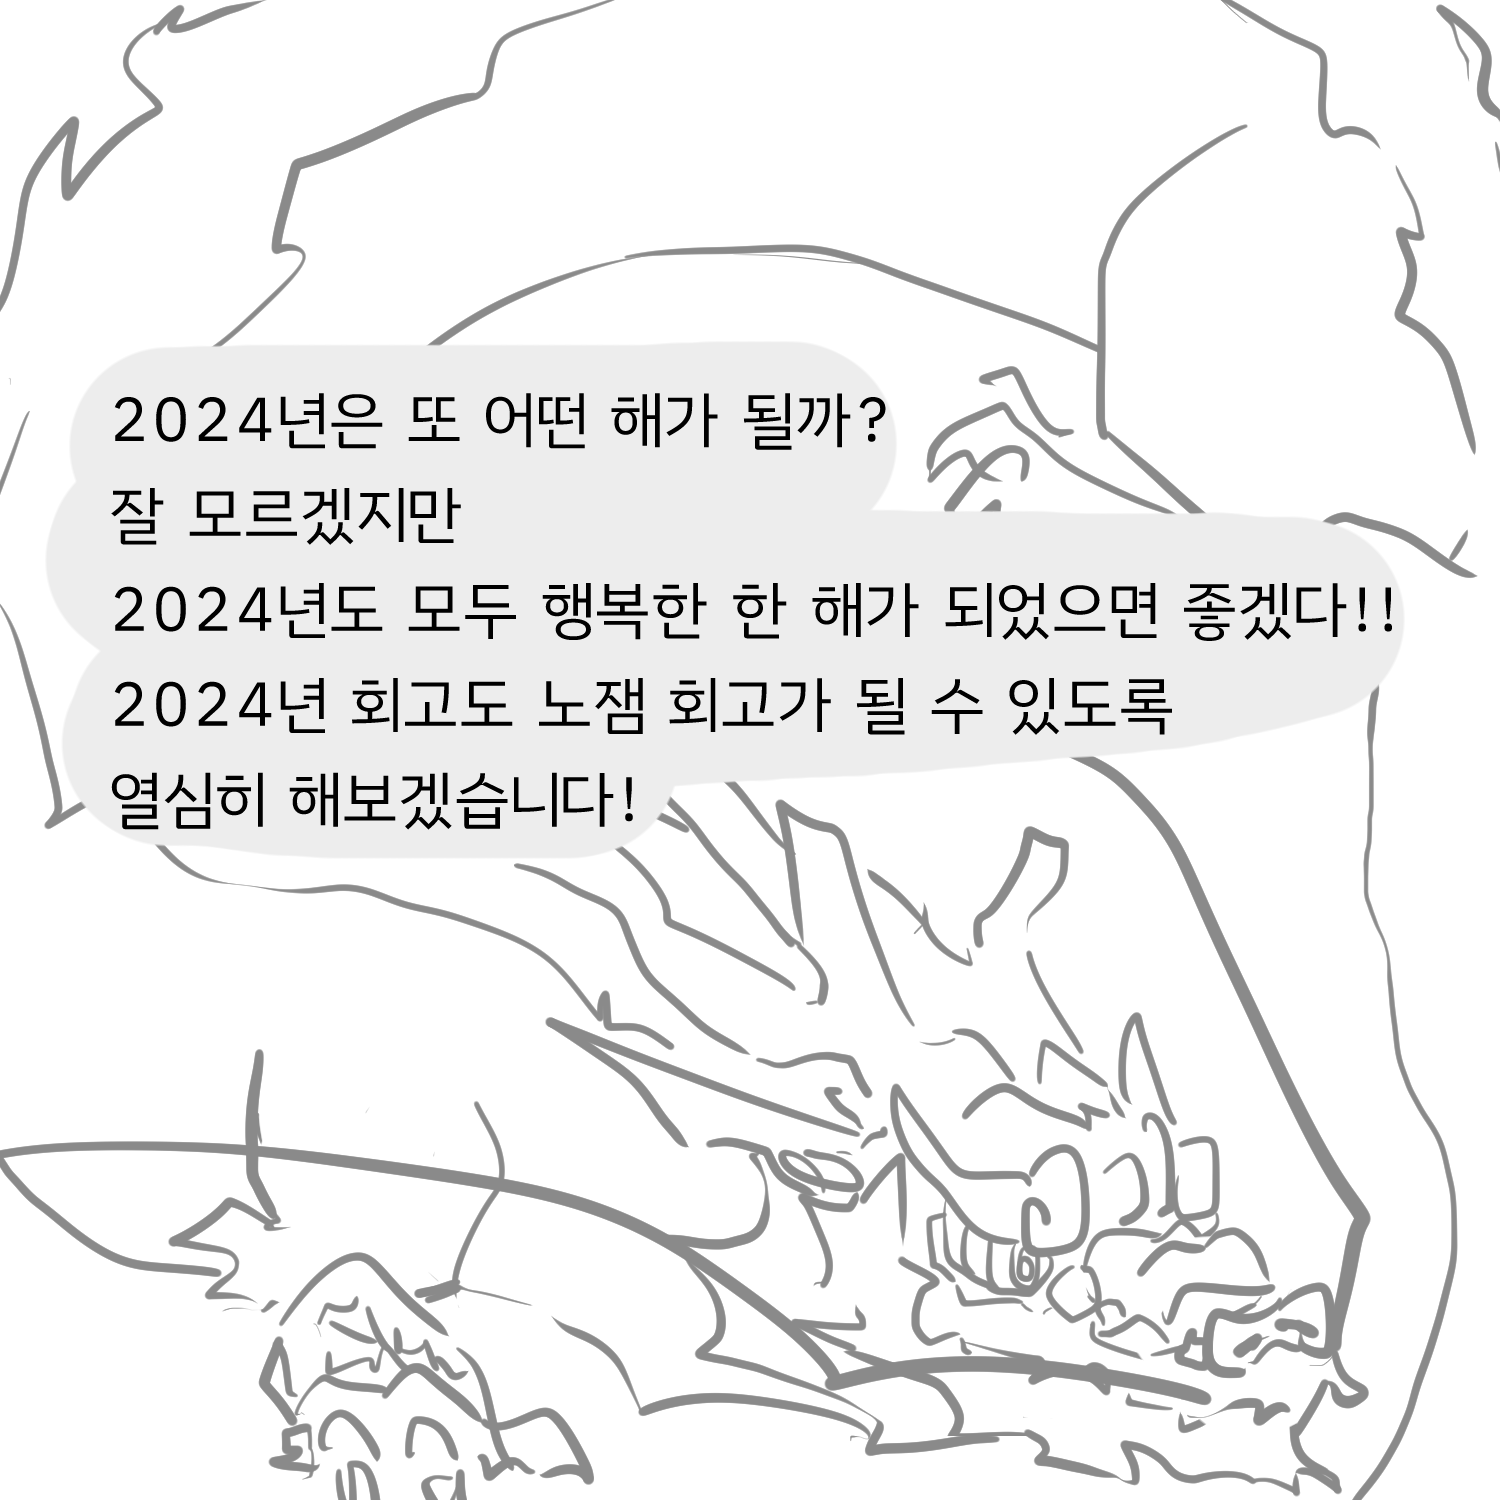 2024년은 또 어떤 해가 될까?
잘 모르겠지만
2024년도 모두 행복한 한 해가 되었으면 좋겠다!!
2024년 회고도 노잼 회고가 될 수 있도록
열심히 해보겠습니다!